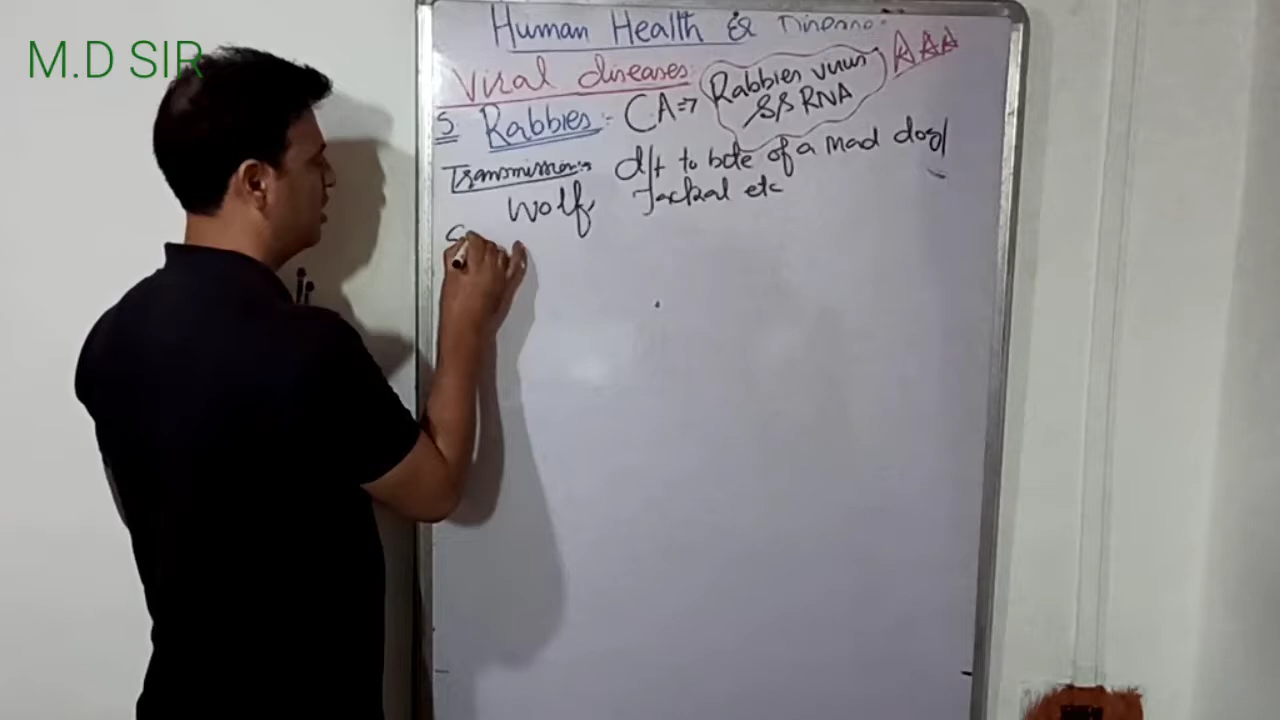 M.D SIR
Human Health &
Viral diseases
5 Rabbies:- CA=> Rabbies virus
ss RNA
AAA
Transmission:- d/t to bite of a mad dog/
Wolf, Jackal etc